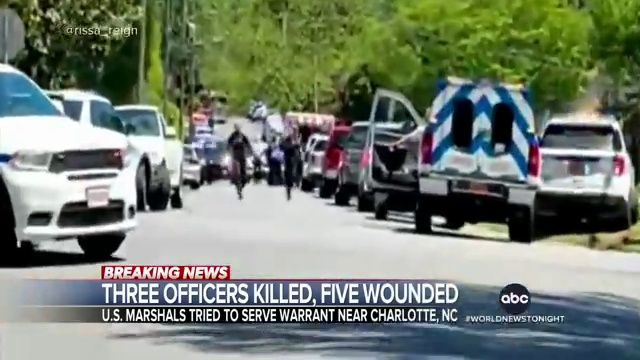 @rissa_reign
BREAKING NEWS
THREE OFFICERS KILLED, FIVE WOUNDED
abc
U.S. MARSHALS TRIED TO SERVE WARRANT NEAR CHARLOTTE, NC
#WORLDNEWSTONIGHT